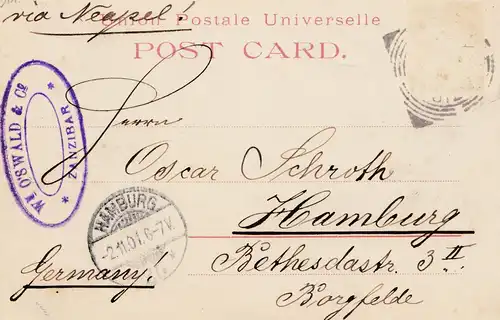 via Neapel!
Union Postale Universelle
POST CARD.
Wm OSWALD & Co
* ZANZIBAR *
Herrn
Oscar Schroth
Hamburg
HAMBURG
-2.11.01.6-7.V.
Bethesdastr. 3 II
Germany!
Borgfelde